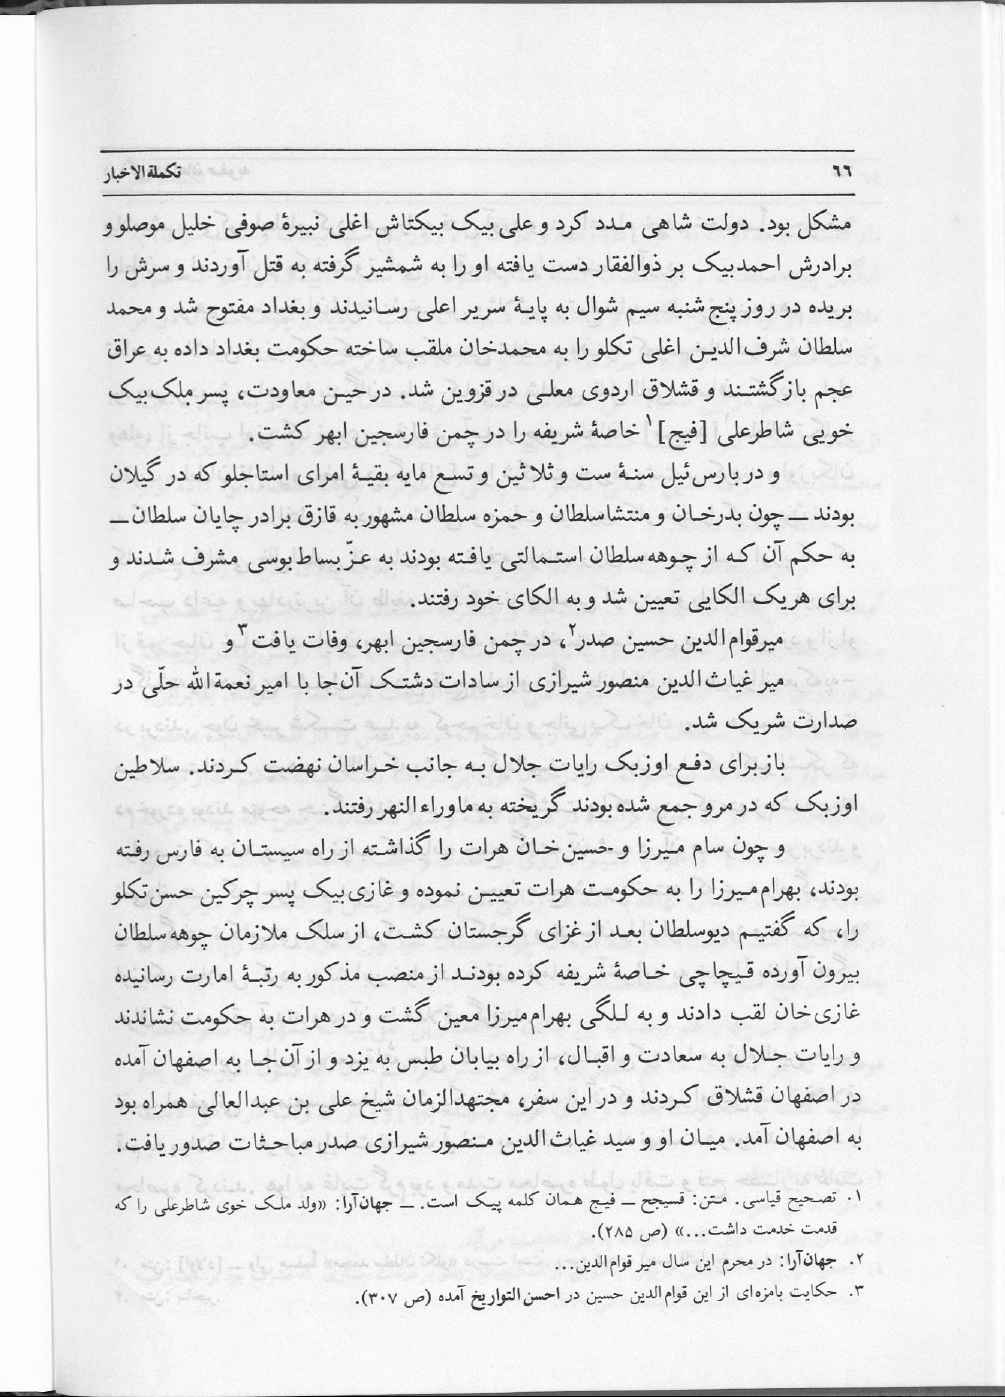 ۶۶ تکملة الاخبار
مشکل بود. دولت شاهی مدد کرد و علی بیک بیکتاش اغلی نبیرهٔ صوفی خلیل موصلو و
برادرش احمدبیک بر ذوالفقار دست یافته او را به شمشیر گرفته به قتل آوردند و سرش را
بریده در روز پنج شنبه سیم شوال به پایهٔ سریر اعلی رسانیدند و بغداد مفتوح شد و محمد
سلطان شرف الدین اغلی تکلو را به محمدخان ملقب ساخته حکومت بغداد داده به عراق
عجم بازگشتند و قشلاق اردوی معلی در قزوین شد. در حین معاودت، پسر ملک بیک
خویی شاطرعلی [فیج]۱ خاصهٔ شریفه را در چمن فارسجین ابهر کشت.
و در بارس ئیل سنهٔ ست و ثلاثین و تسع مایه بقیهٔ امرای استاجلو که در گیلان
بودند ــ چون بدرخان و منتشاسلطان و حمزه سلطان مشهور به قازق برادر چایان سلطان ــ
به حکم آن که از چوهه سلطان استمالتی یافته بودند به عزّ بساط بوسی مشرف شدند و
برای هریک الکایی تعیین شد و به الکای خود رفتند.
میرقوام الدین حسین صدر۲، در چمن فارسجین ابهر، وفات یافت۳ و
میر غیاث الدین منصور شیرازی از سادات دشتک آن جا با امیر نعمة الله حلّی در
صدارت شریک شد.
باز برای دفع اوزبک رایات جلال به جانب خراسان نهضت کردند. سلاطین
اوزبک که در مرو جمع شده بودند گریخته به ماوراء النهر رفتند.
و چون سام میرزا و حسین خان هرات را گذاشته از راه سیستان به فارس رفته
بودند، بهرام میرزا را به حکومت هرات تعیین نموده و غازی بیک پسر چرکین حسن تکلو
را، که گفتیم دیوسلطان بعد از غزای گرجستان کشت، از سلک ملازمان چوهه سلطان
بیرون آورده قیچاچی خاصهٔ شریفه کرده بودند از منصب مذکور به رتبهٔ امارت رسانیده
غازی خان لقب دادند و به للگی بهرام میرزا معین گشت و در هرات به حکومت نشاندند
و رایات جلال به سعادت و اقبال، از راه بیابان طبس به یزد و از آن جا به اصفهان آمده
در اصفهان قشلاق کردند و در این سفر، مجتهدالزمان شیخ علی بن عبدالعالی همراه بود
به اصفهان آمد. میان او و سید غیاث الدین منصور شیرازی صدر مباحثات صدور یافت.
۱. تصحیح قیاسی. متن: قسیجح ــ فیج همان کلمه پیک است. ــ جهان آرا: «ولد ملک خوی شاطرعلی را که
قدمت خدمت داشت...» (ص ۲۸۵).
۲. جهان آرا: در محرم این سال میر قوام الدین...
۳. حکایت بامزه ای از این قوام الدین حسین در احسن التواریخ آمده (ص ۳۰۷).